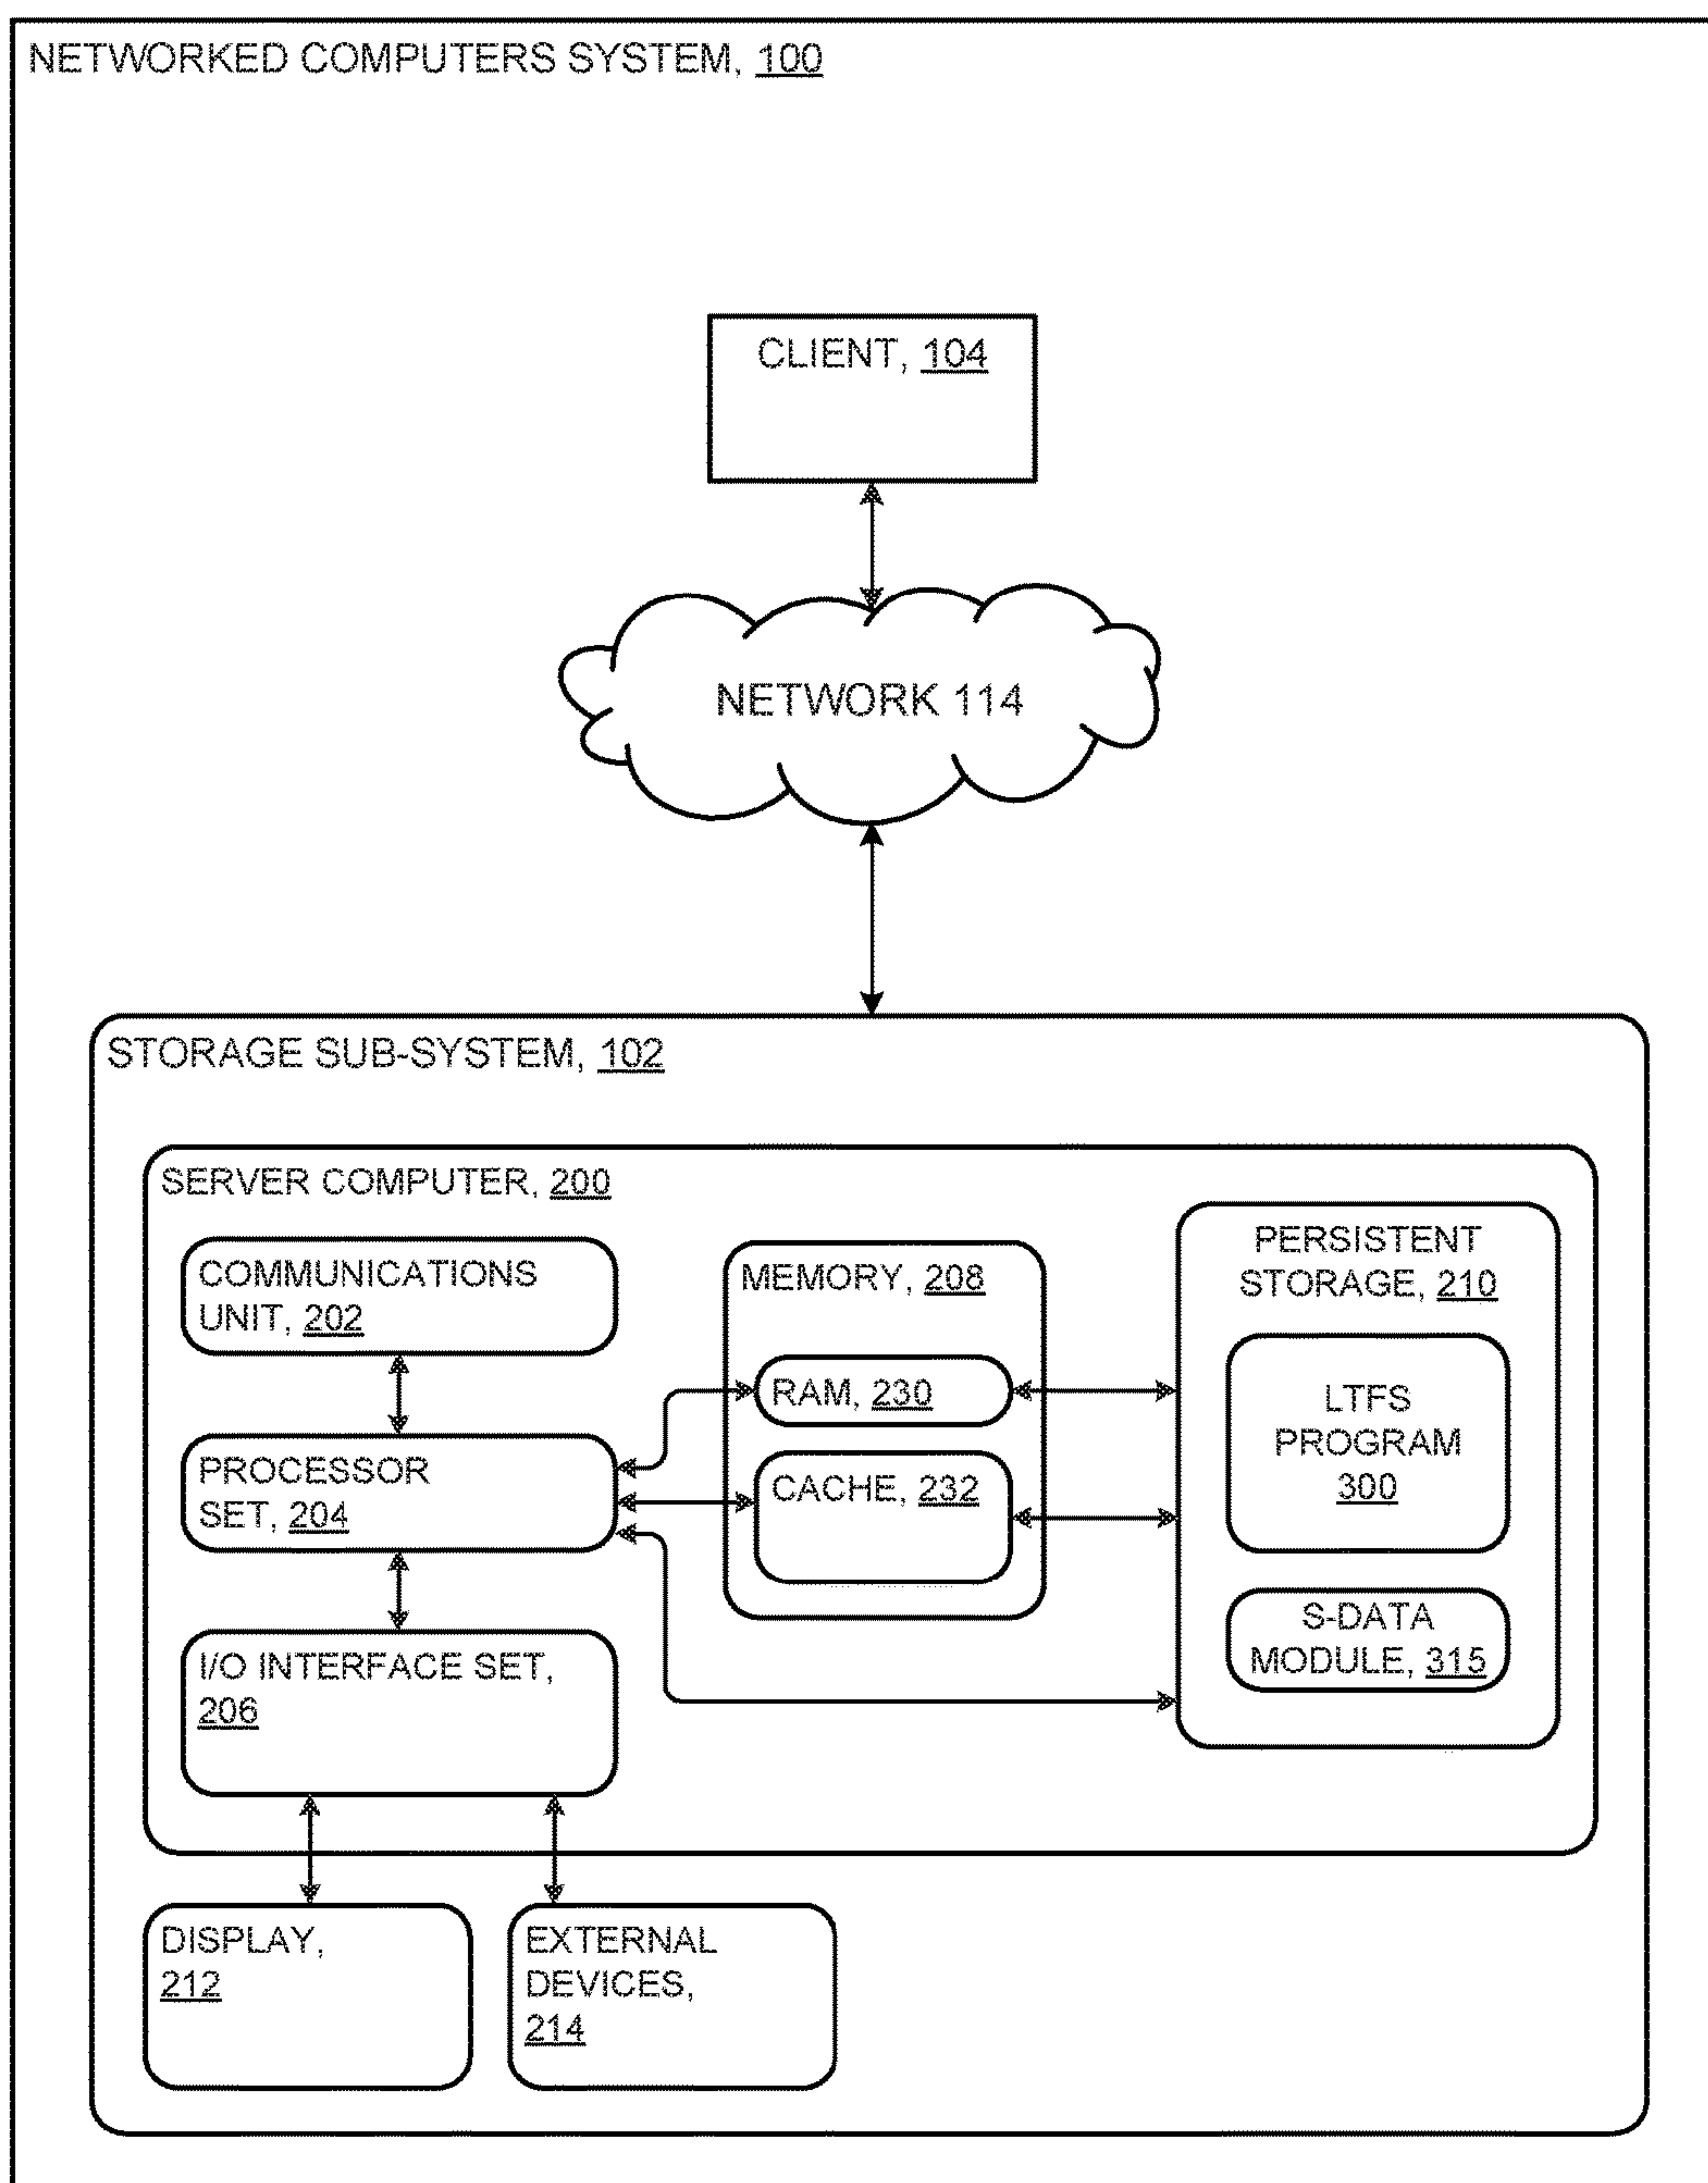 NETWORKED COMPUTERS SYSTEM, 100
CLIENT, 104
NETWORK 114
STORAGE SUB-SYSTEM, 102
SERVER COMPUTER, 200
COMMUNICATIONS
UNIT, 202
PROCESSOR
SET, 204
I/O INTERFACE SET,
206
MEMORY, 208
RAM, 230
CACHE, 232
PERSISTENT
STORAGE, 210
LTFS
PROGRAM
300
S-DATA
MODULE, 315
DISPLAY,
212
EXTERNAL
DEVICES,
214